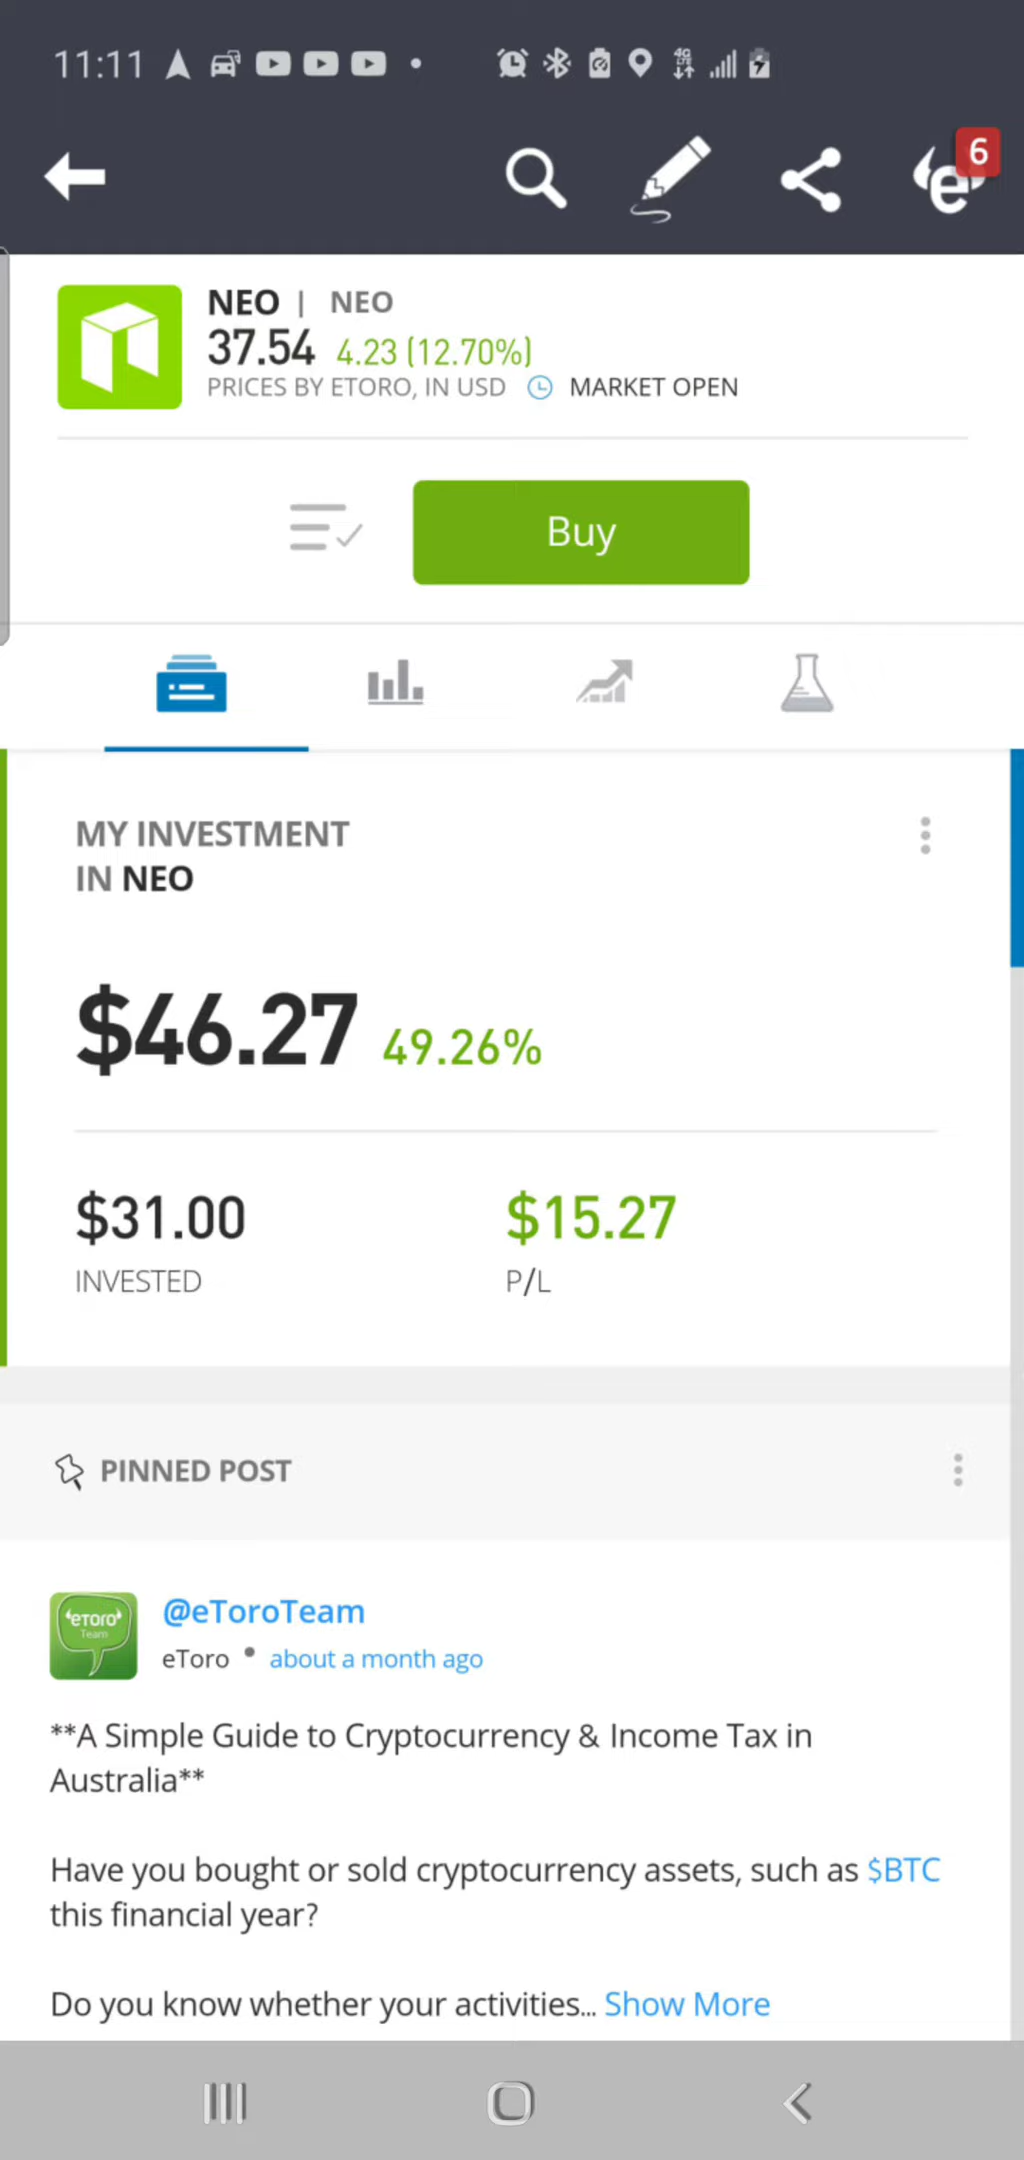 11:11
4G
6
NEO | NEO
37.54 4.23 (12.70%)
PRICES BY ETORO, IN USD MARKET OPEN
Buy
MY INVESTMENT
IN NEO
$46.27 49.26%
$31.00 $15.27
INVESTED P/L
PINNED POST
eToro
Team
@eToroTeam
eToro • about a month ago
**A Simple Guide to Cryptocurrency & Income Tax in
Australia**
Have you bought or sold cryptocurrency assets, such as $BTC
this financial year?
Do you know whether your activities... Show More